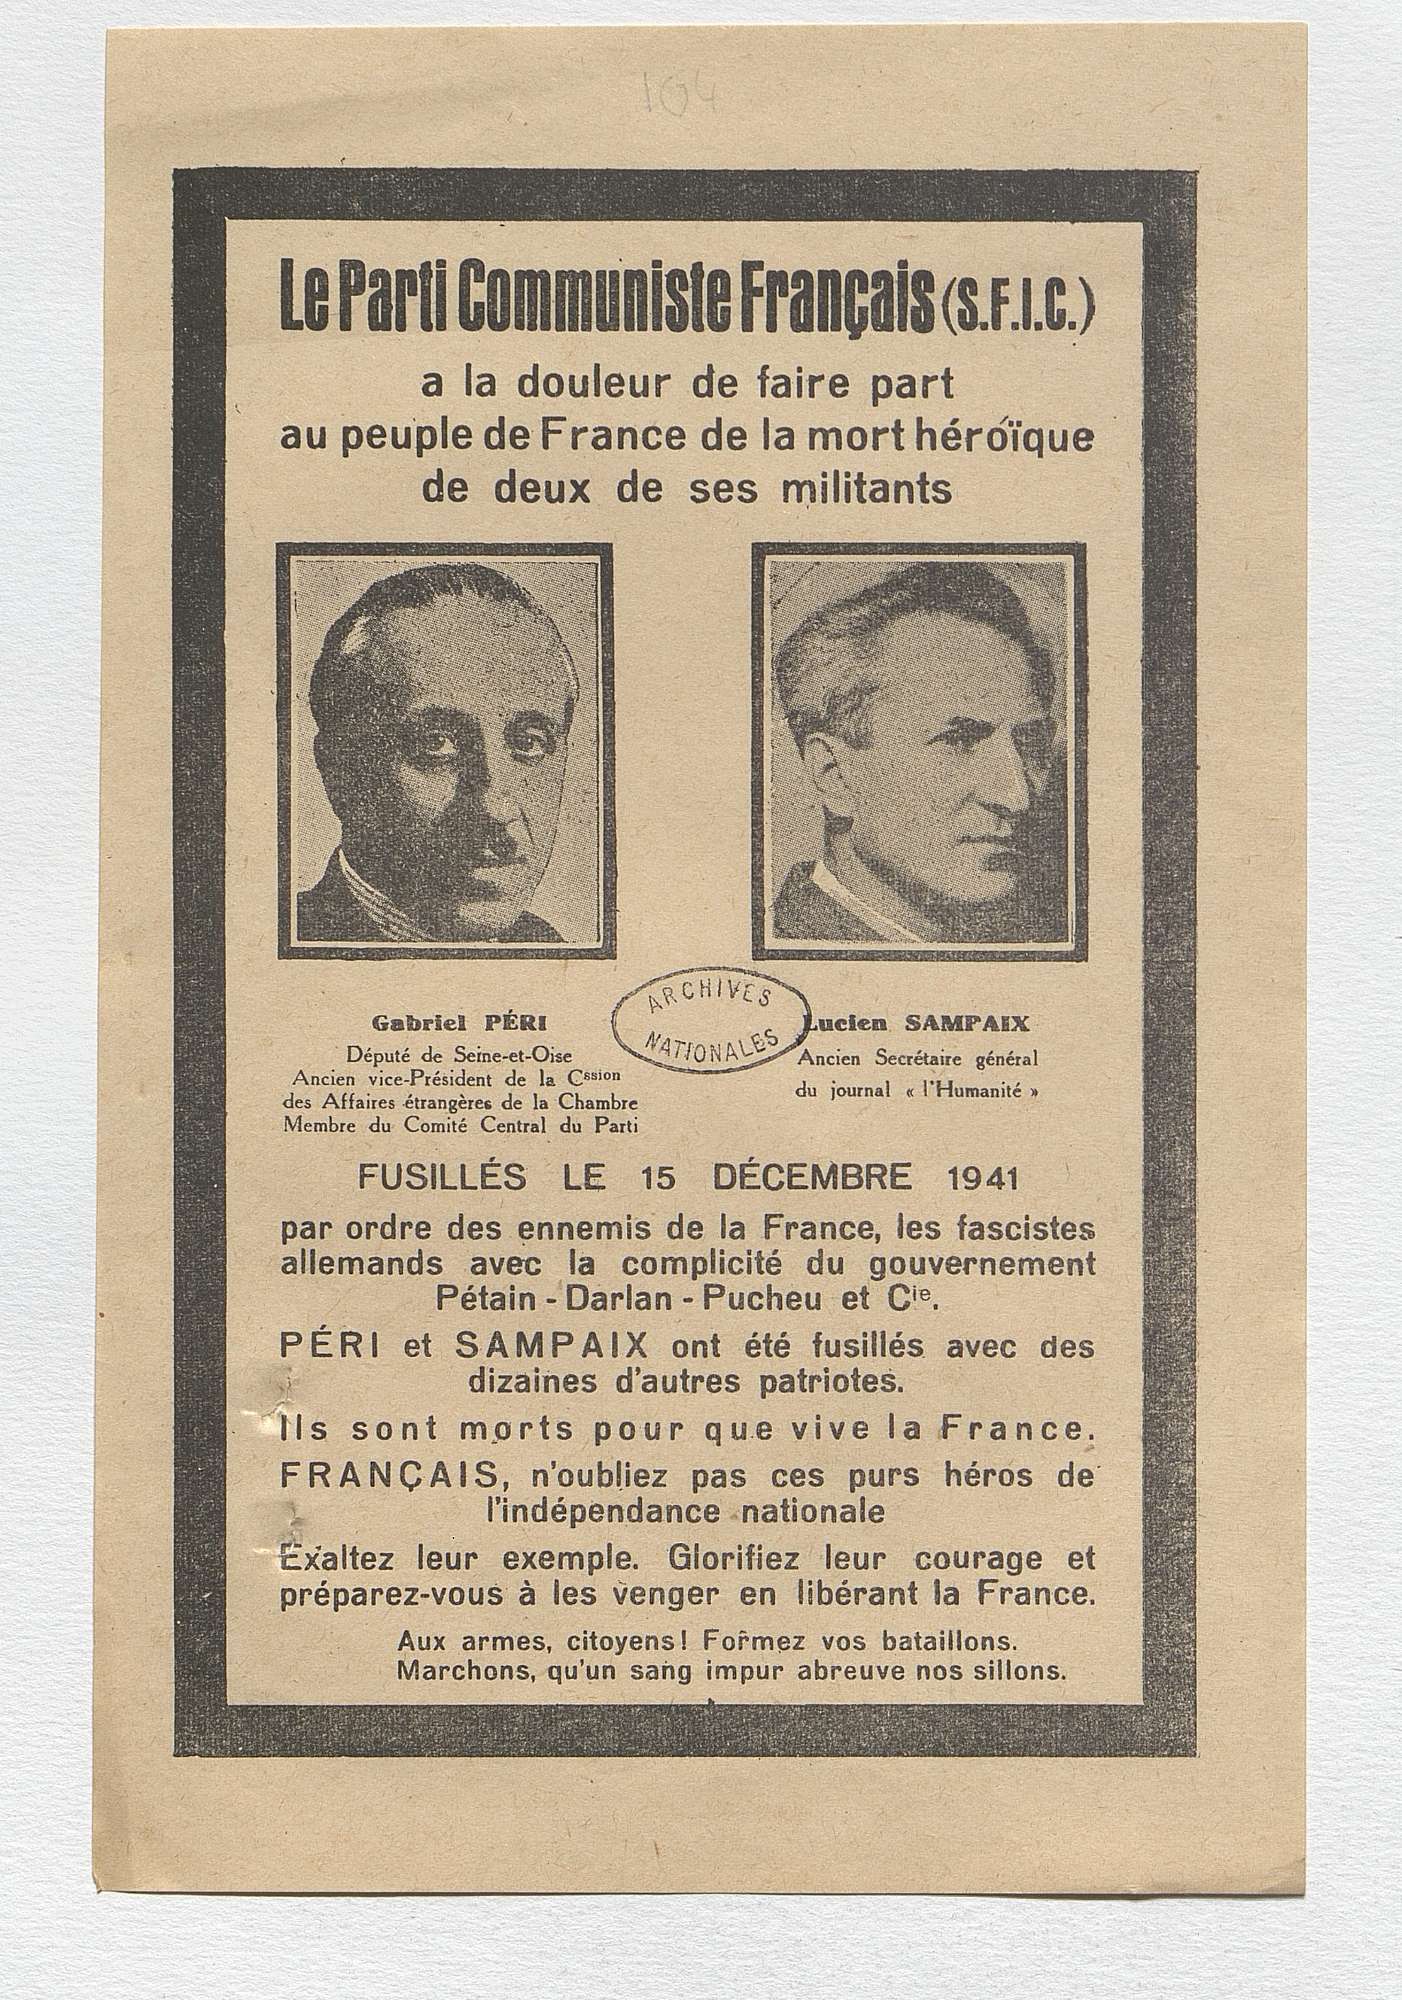 104
Le Parti Communiste Français (S.F.I.C.)
a la douleur de faire part
au peuple de France de la mort héróïque
de deux de ses militants
ARCHIVES
NATIONALES
Gabriel PÉRI
Député de Seine-et-Oise
Ancien vice-Président de la Cssion
des Affaires étrangères de la Chambre
Membre du Comité Central du Parti
Lucien SAMPAIX
Ancien Secrétaire général
du journal « l'Humanité »
FUSILLÉS LE 15 DÉCEMBRE 1941
par ordre des ennemis de la France, les fascistes
allemands avec la complicité du gouvernement
Pétain - Darlan - Pucheu et Cie.
PÉRI et SAMPAIX ont été fusillés avec des
dizaines d'autres patriotes.
Ils sont morts pour que vive la France.
FRANÇAIS, n'oubliez pas ces purs héros de
l'indépendance nationale
Exaltez leur exemple. Glorifiez leur courage et
préparez-vous à les venger en libérant la France.
Aux armes, citoyens! Formez vos bataillons.
Marchons, qu'un sang impur abreuve nos sillons.